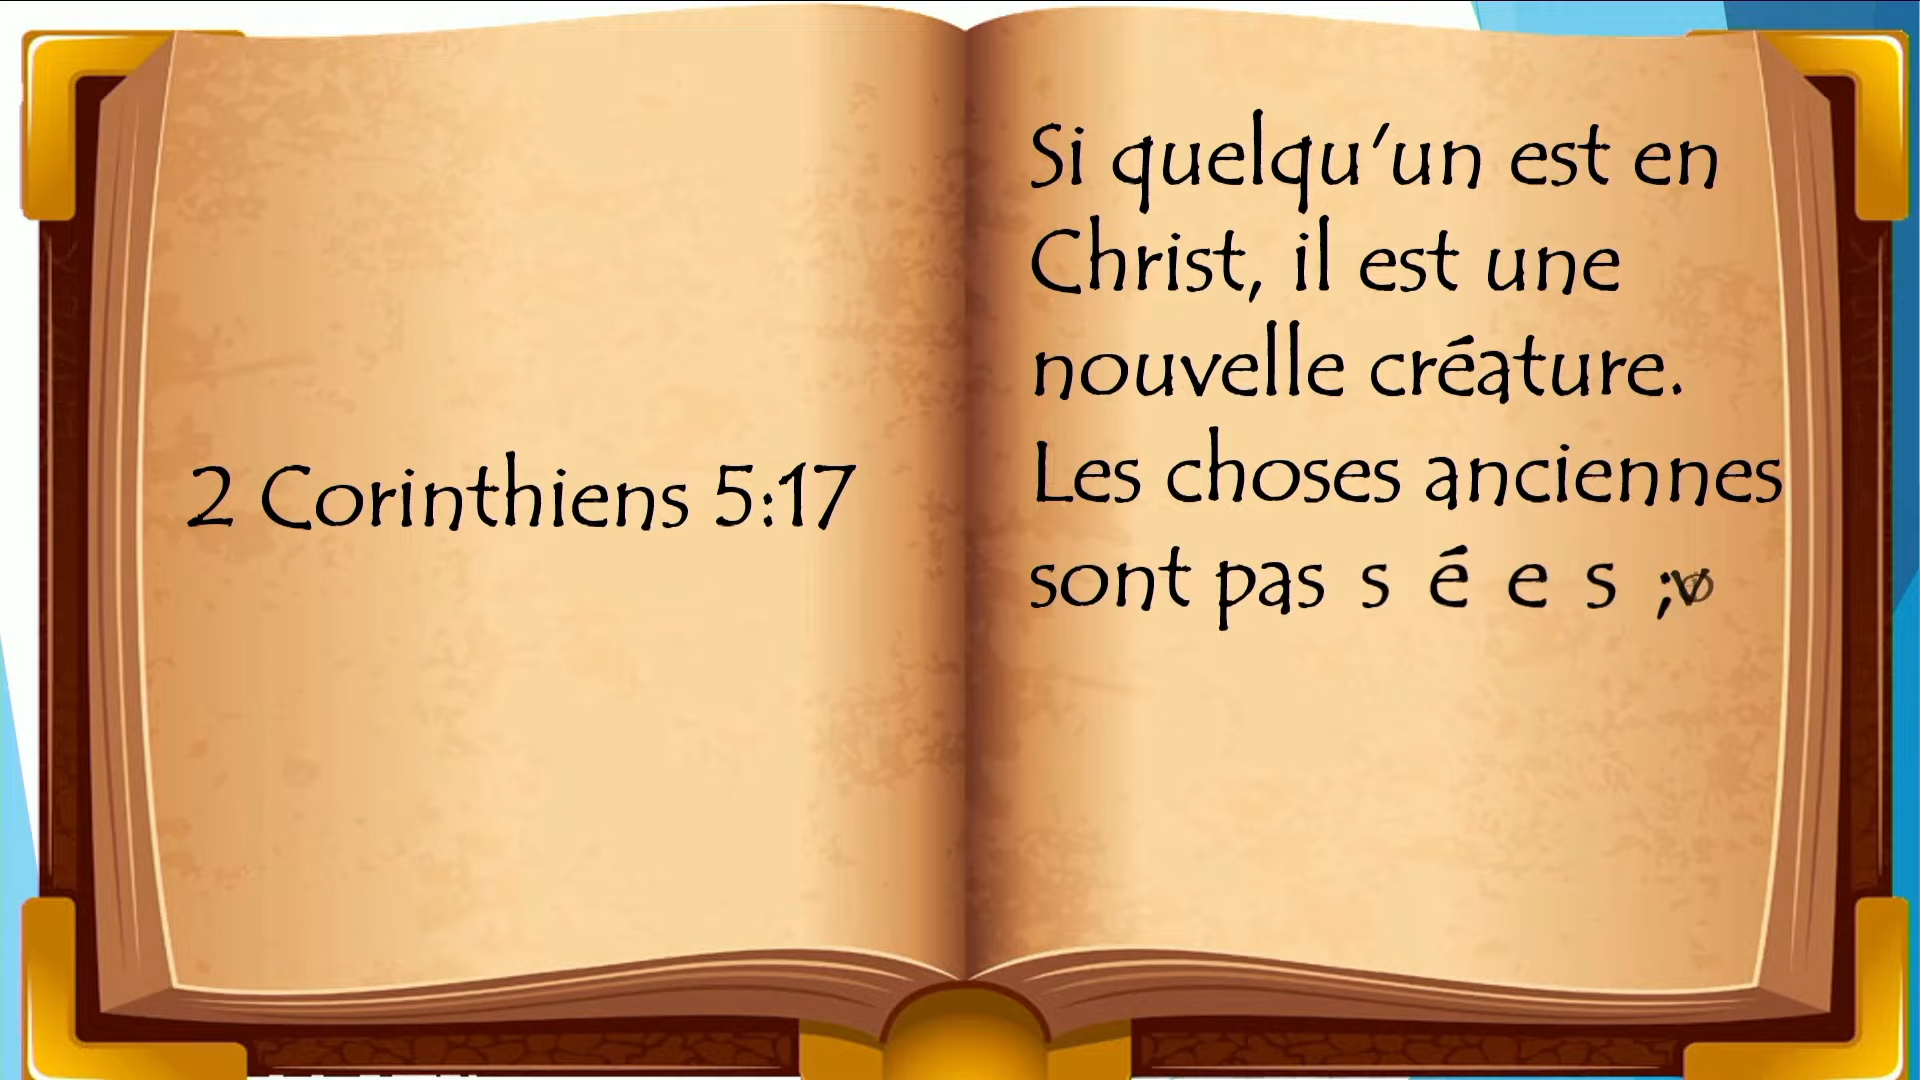 2 Corinthiens 5:17
Si quelqu'un est en
Christ, il est une
nouvelle créature.
Les choses anciennes
sont pas s é e s ;